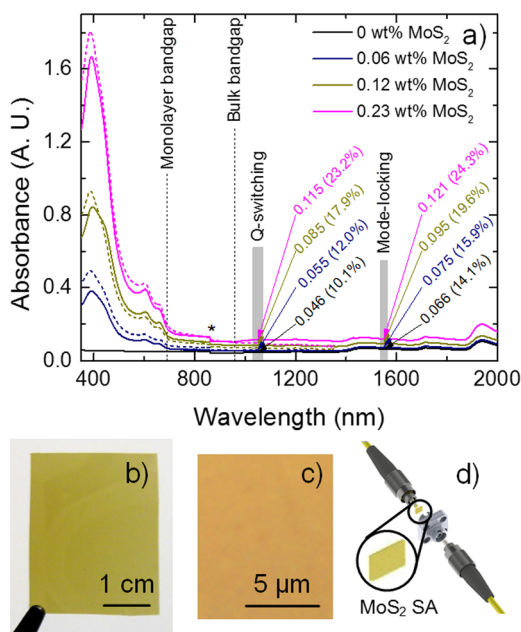 a)
0 wt% MoS2
0.06 wt% MoS2
0.12 wt% MoS2
0.23 wt% MoS2
Monolayer bandgap
Bulk bandgap
Q-switching
Mode-locking
0.115 (23.2%)
0.085 (17.9%)
0.055 (12.0%)
0.046 (10.1%)
0.121 (24.3%)
0.095 (19.6%)
0.075 (15.9%)
0.066 (14.1%)
*
Absorbance (A. U.)
1.8
1.6
1.2
0.8
0.4
0.0
400
800
1200
1600
2000
Wavelength (nm)
b)
1 cm
c)
5 µm
d)
MoS2 SA